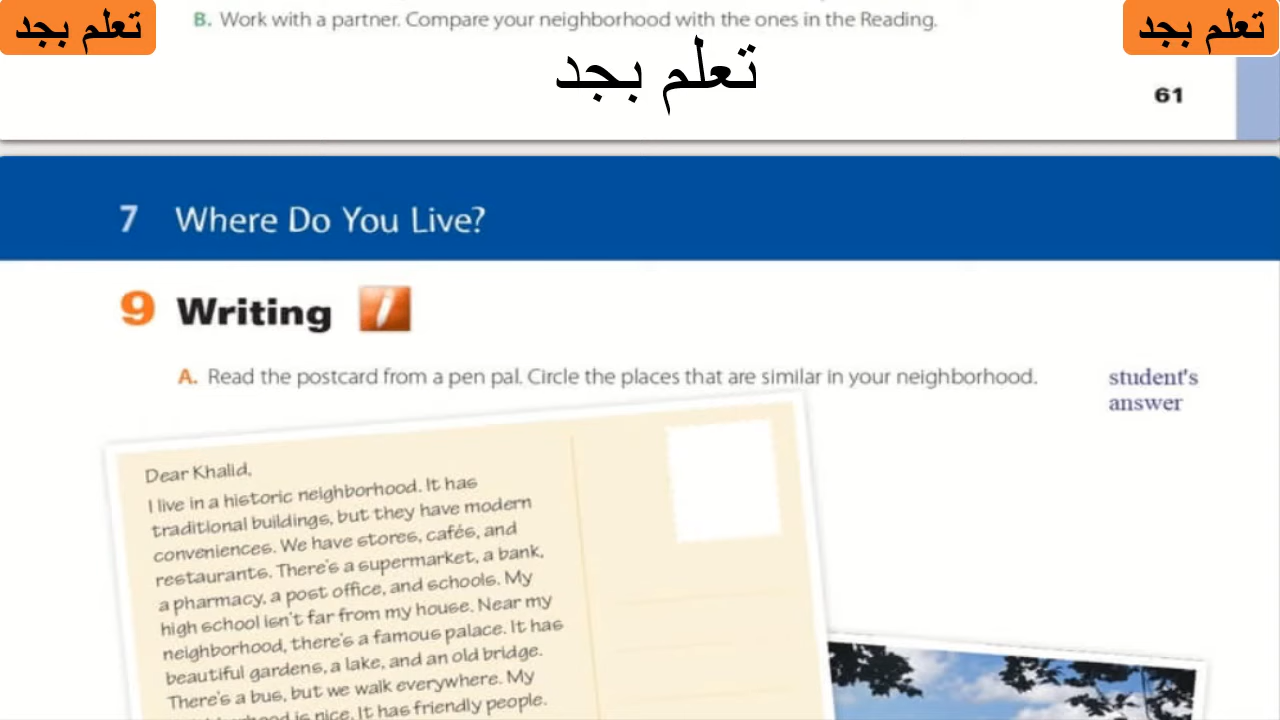 تعلم بجد
تعلم بجد
B. Work with a partner. Compare your neighborhood with the ones in the Reading.
تعلم بجد
61
7 Where Do You Live?
9 Writing
A. Read the postcard from a pen pal. Circle the places that are similar in your neighborhood.
student's
answer
Dear Khalid,
I live in a historic neighborhood. It has
traditional buildings, but they have modern
conveniences. We have stores, cafés, and
restaurants. There's a supermarket, a bank,
a pharmacy, a post office, and schools. My
high school isn't far from my house. Near my
neighborhood, there's a famous palace. It has
beautiful gardens, a lake, and an old bridge.
There's a bus, but we walk everywhere. My
is nice. It has friendly people.